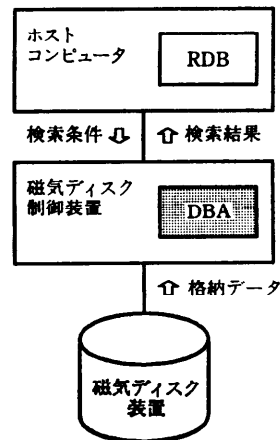 ホスト
コンピュータ
RDB
検索条件 ⇩ ⇧ 検索結果
磁気ディスク
制御装置
DBA
⇧ 格納データ
磁気ディスク
装置